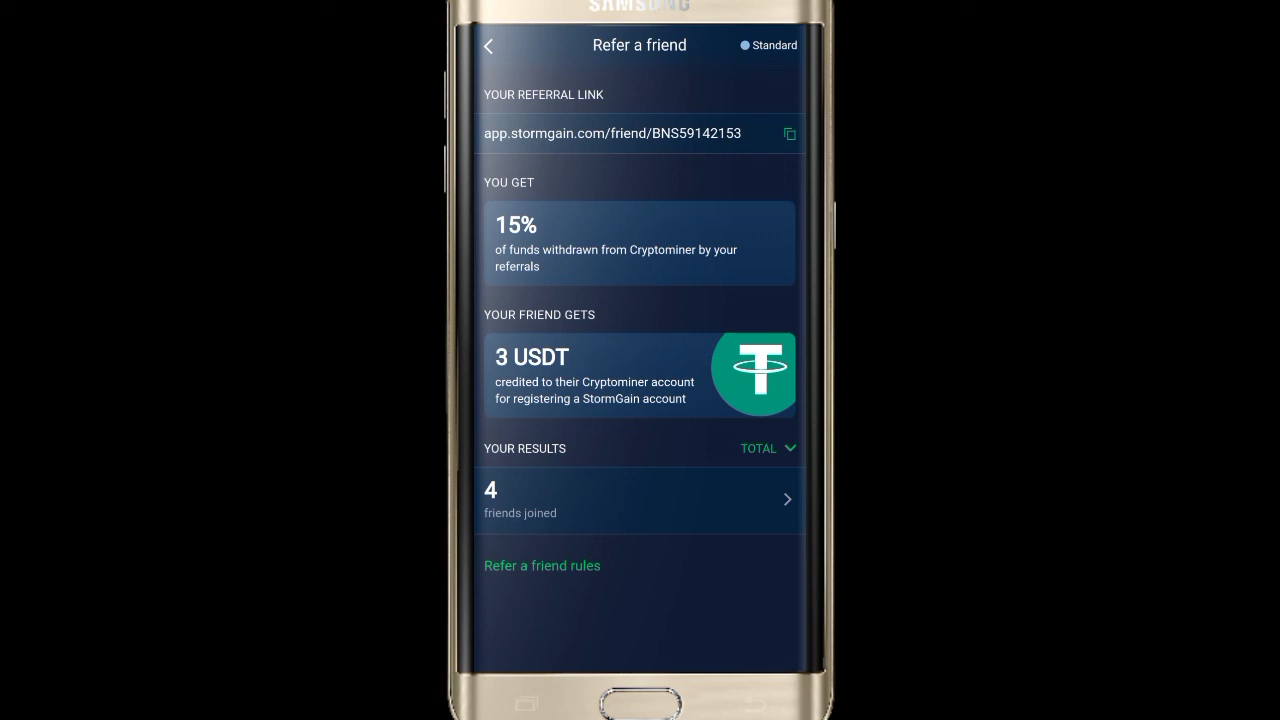 SAMSUNG
Refer a friend
Standard
YOUR REFERRAL LINK
app.stormgain.com/friend/BNS59142153
YOU GET
15%
of funds withdrawn from Cryptominer by your
referrals
YOUR FRIEND GETS
3 USDT
credited to their Cryptominer account
for registering a StormGain account
YOUR RESULTS
TOTAL
4
friends joined
Refer a friend rules